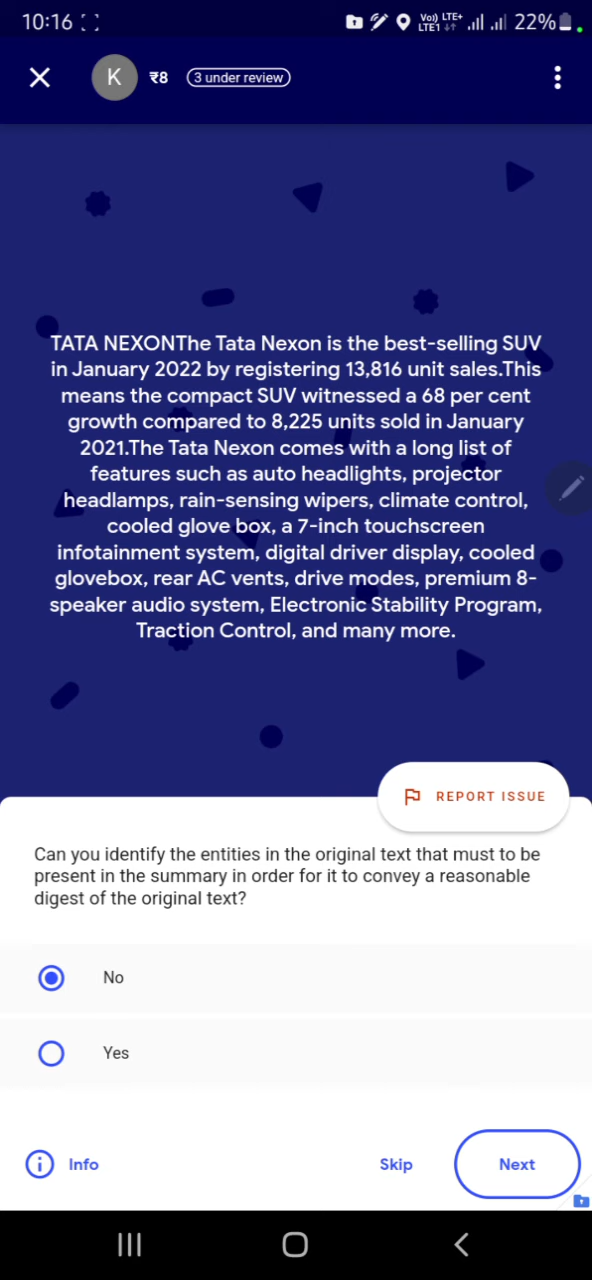 10:16
Vo) LTE+
LTE1
22%
K ₹8 3 under review
TATA NEXONThe Tata Nexon is the best-selling SUV
in January 2022 by registering 13,816 unit sales.This
means the compact SUV witnessed a 68 per cent
growth compared to 8,225 units sold in January
2021.The Tata Nexon comes with a long list of
features such as auto headlights, projector
headlamps, rain-sensing wipers, climate control,
cooled glove box, a 7-inch touchscreen
infotainment system, digital driver display, cooled
glovebox, rear AC vents, drive modes, premium 8-
speaker audio system, Electronic Stability Program,
Traction Control, and many more.
REPORT ISSUE
Can you identify the entities in the original text that must to be
present in the summary in order for it to convey a reasonable
digest of the original text?
No
Yes
Info Skip Next